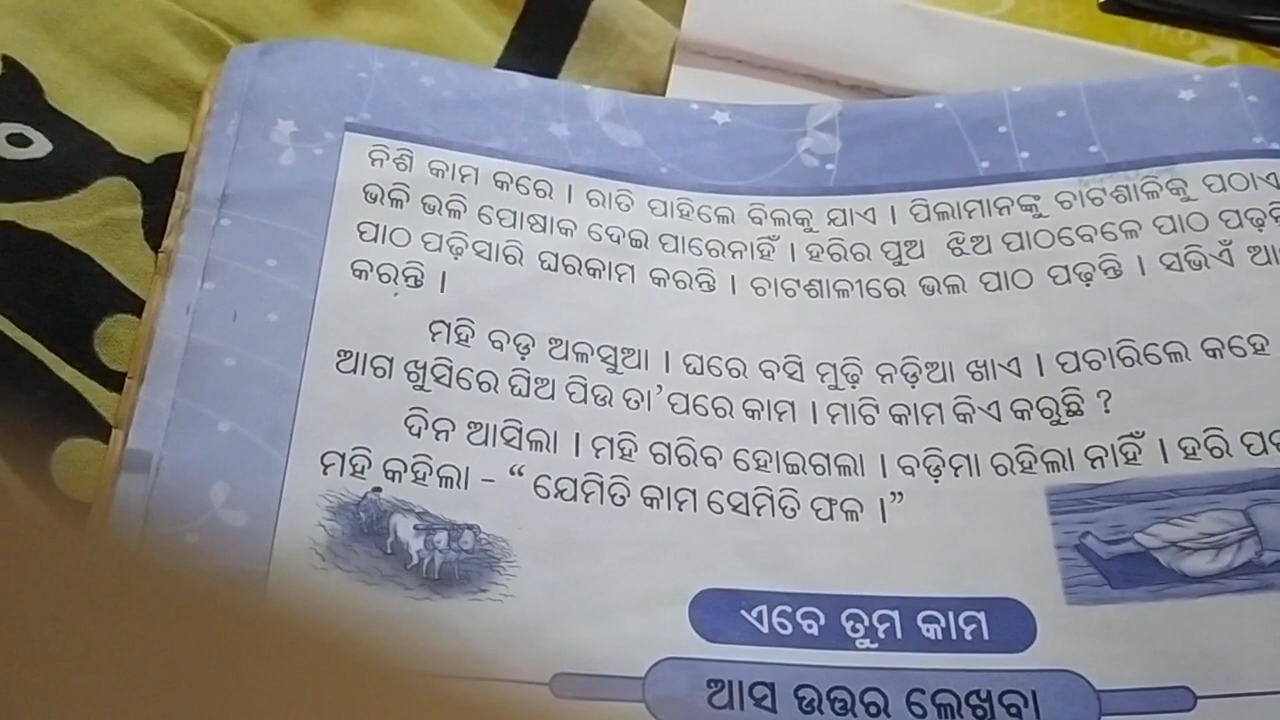 ନିଶି କାମ କରେ । ରାତି ପାହିଲେ ବିଲକୁ ଯାଏ । ପିଲାମାନଙ୍କୁ ଚାଟଶାଳିକୁ ପଠାଏ
ଭଳି ଭଳି ପୋଷାକ ଦେଇ ପାରେନାହିଁ । ହରିର ପୁଅ ଝିଅ ପାଠବେଳେ ପାଠ
ପାଠ ପଢ଼ିସାରି ଘରକାମ କରନ୍ତି । ଚାଟଶାଳୀରେ ଭଲ ପାଠ ପଢ଼ନ୍ତି । ସଭିଏଁ
କରନ୍ତି ।
ମହି ବଡ଼ ଅଳସୁଆ । ଘରେ ବସି ମୁଢ଼ି ନଡ଼ିଆ ଖାଏ । ପଚାରିଲେ କହେ
ଆଗ ଖୁସିରେ ଘିଅ ପିଉ ତା’ପରେ କାମ । ମାଟି କାମ କିଏ କରୁଛି ?
ଦିନ ଆସିଲା । ମହି ଗରିବ ହୋଇଗଲା । ବଡ଼ିମା ରହିଲା ନାହିଁ । ହରି
ମହି କହିଲା – “ ଯେମିତି କାମ ସେମିତି ଫଳ ।”
ଏବେ ତୁମ କାମ
ଆସ ଉତ୍ତର ଲେଖିବା